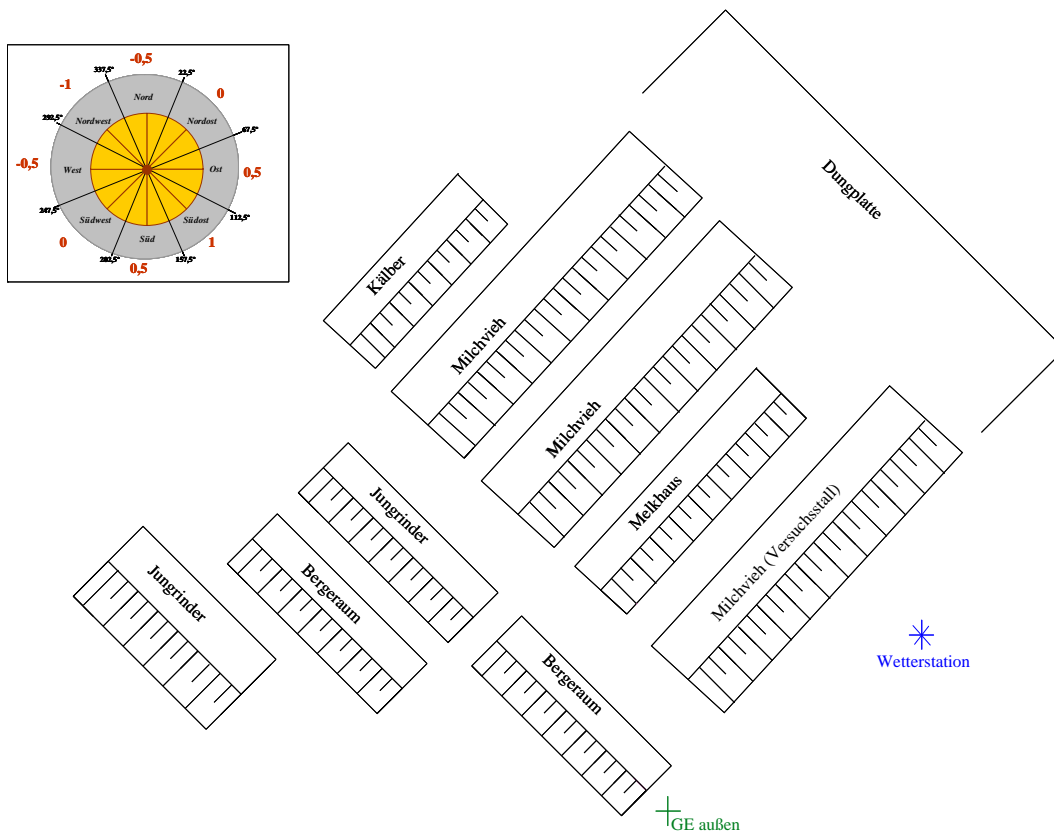 -0,5
337,5°
22,5°
-1
0
Nord
292,5°
Nordwest
Nordost
67,5°
-0,5
West
Ost
0,5
247,5°
Südwest
Südost
112,5°
0
Süd
1
202,5°
157,5°
0,5
Dungplatte
Kälber
Milchvieh
Milchvieh
Melkhaus
Milchvieh (Versuchsstall)
Jungrinder
Jungrinder
Bergeraum
Bergeraum
Wetterstation
GE außen